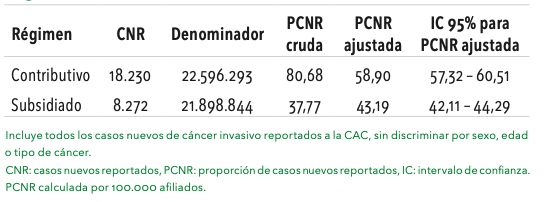 Régimen CNR Denominador PCNR cruda PCNR ajustada IC 95% para PCNR ajustada
Contributivo 18.230 22.596.293 80,68 58,90 57,32 – 60,51
Subsidiado 8.272 21.898.844 37,77 43,19 42,11 – 44,29
Incluye todos los casos nuevos de cáncer invasivo reportados a la CAC, sin discriminar por sexo, edad
o tipo de cáncer.
CNR: casos nuevos reportados, PCNR: proporción de casos nuevos reportados, IC: intervalo de confianza.
PCNR calculada por 100.000 afiliados.